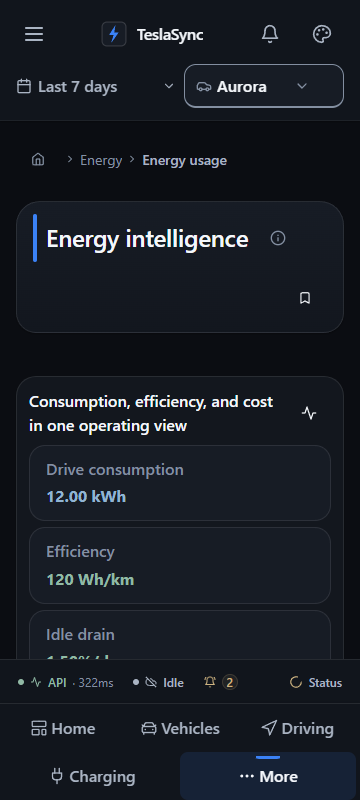 TeslaSync
Last 7 days
Aurora
Energy
Energy usage
Energy intelligence
Consumption, efficiency, and cost
in one operating view
Drive consumption
12.00 kWh
Efficiency
120 Wh/km
Idle drain
API · 322ms
Idle
2
Status
Home
Vehicles
Driving
Charging
More